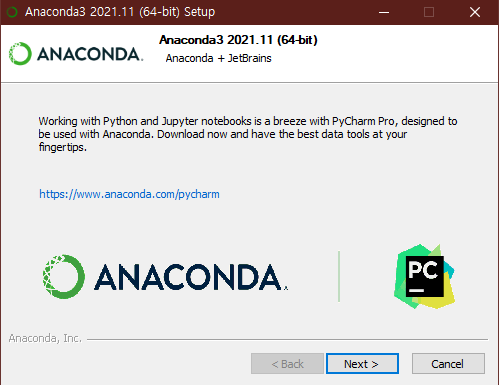 Anaconda3 2021.11 (64-bit) Setup
ANACONDA.
Anaconda3 2021.11 (64-bit)
Anaconda + JetBrains
Working with Python and Jupyter notebooks is a breeze with PyCharm Pro, designed to
be used with Anaconda. Download now and have the best data tools at your
fingertips.
https://www.anaconda.com/pycharm
ANACONDA.
PC
Anaconda, Inc.
< Back
Next >
Cancel